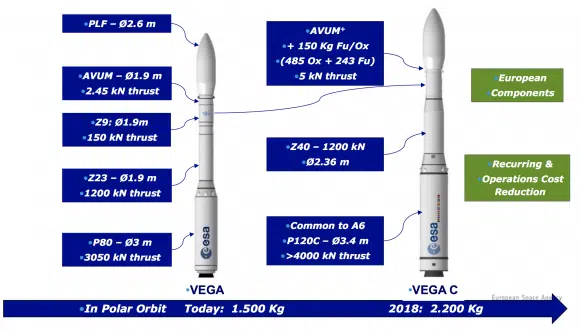 PLF – Ø2.6 m
AVUM – Ø1.9 m
2.45 kN thrust
Z9: Ø1.9m
150 kN thrust
Z23 – Ø1.9 m
1200 kN thrust
P80 – Ø3 m
3050 kN thrust
esa
VEGA
AVUM+
+ 150 Kg Fu/Ox
(485 Ox + 243 Fu)
5 kN thrust
Z40 – 1200 kN
Ø2.36 m
Common to A6
P120C – Ø3.4 m
>4000 kN thrust
esa
VEGA C
European
Components
Recurring &
Operations Cost
Reduction
European Space Agency
In Polar Orbit Today: 1.500 Kg 2018: 2.200 Kg